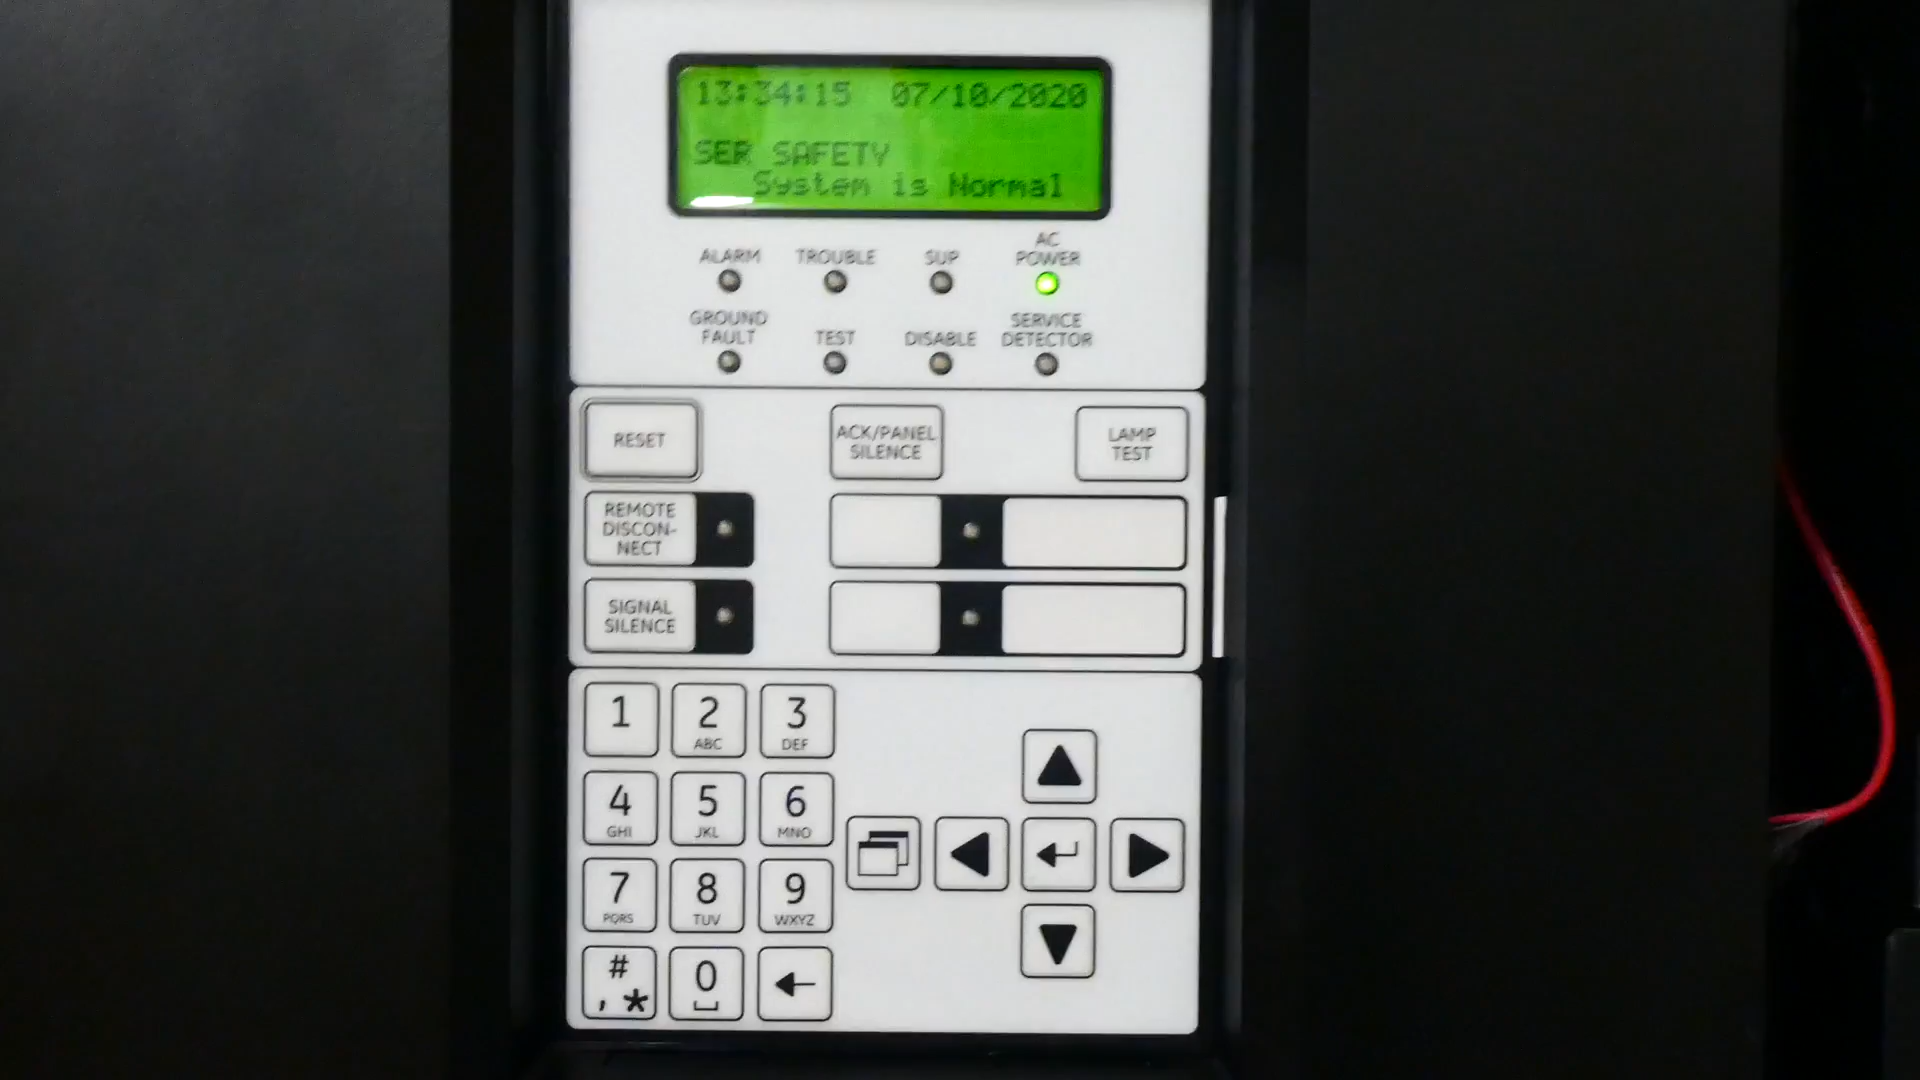 13:34:15 07/10/2020
SER SAFETY
System is Normal
ALARM TROUBLE SUP AC POWER
GROUND FAULT TEST DISABLE SERVICE DETECTOR
RESET
ACK/PANEL SILENCE
LAMP TEST
REMOTE
DISCON-
NECT
SIGNAL
SILENCE
1 2 ABC 3 DEF
4 GHI 5 JKL 6 MNO
7 PQRS 8 TUV 9 WXYZ
# , * 0